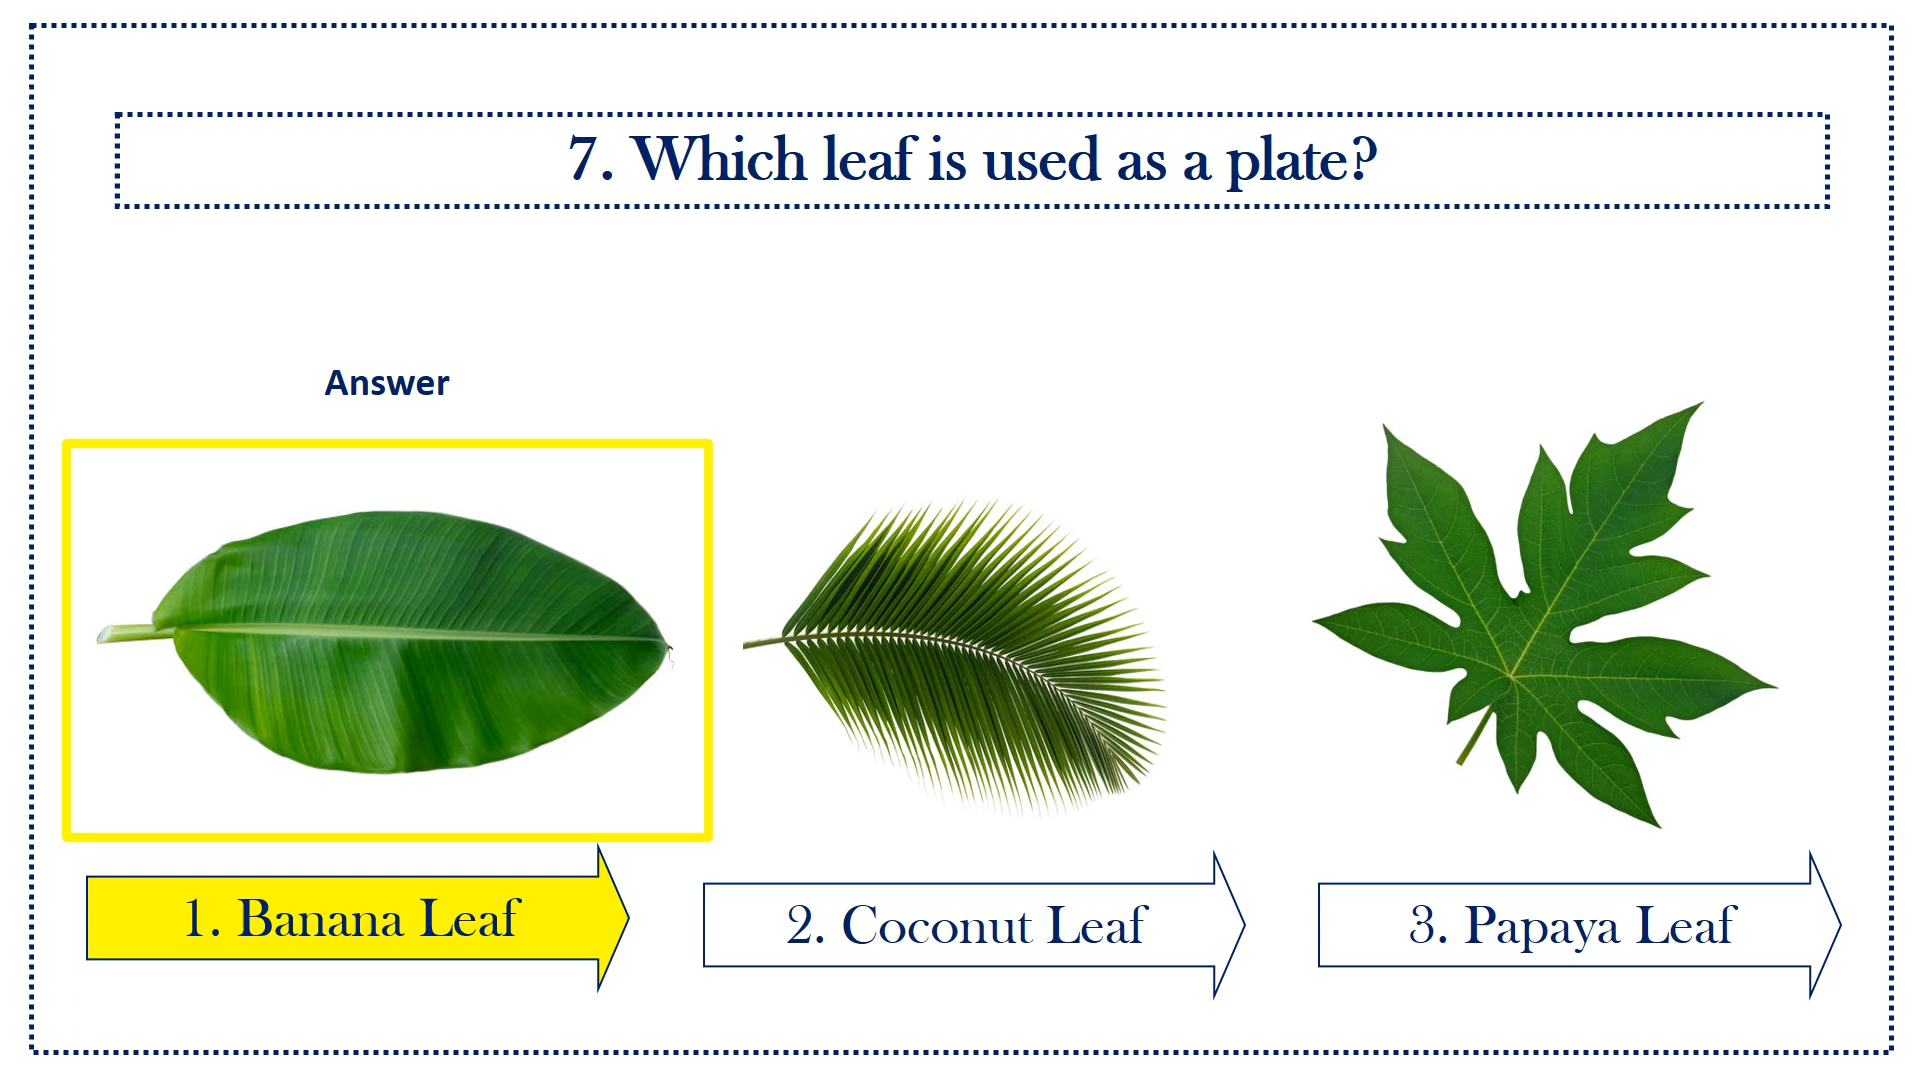 7. Which leaf is used as a plate?
Answer
1. Banana Leaf
2. Coconut Leaf
3. Papaya Leaf